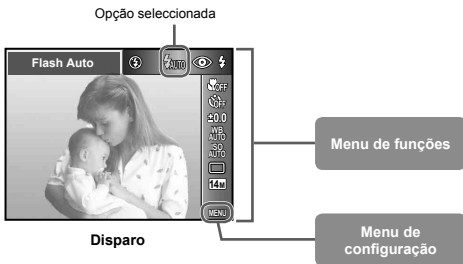 Opção seleccionada
Flash Auto
AUTO
OFF
OFF
±0.0
WB
AUTO
ISO
AUTO
14M
MENU
Menu de funções
Disparo
Menu de
configuração